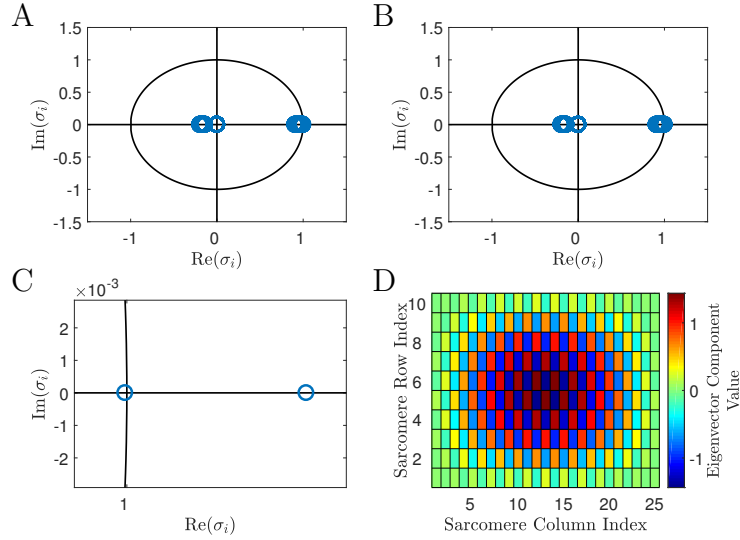 A
1.5
1
0.5
0
-0.5
-1
-1.5
Im(σᵢ)
-1
0
1
Re(σᵢ)
B
1.5
1
0.5
0
-0.5
-1
-1.5
Im(σᵢ)
-1
0
1
Re(σᵢ)
C
×10⁻³
2
1
0
-1
-2
Im(σᵢ)
1
Re(σᵢ)
D
10
8
6
4
2
Sarcomere Row Index
5
10
15
20
25
Sarcomere Column Index
1
0
-1
Eigenvector Component
Value